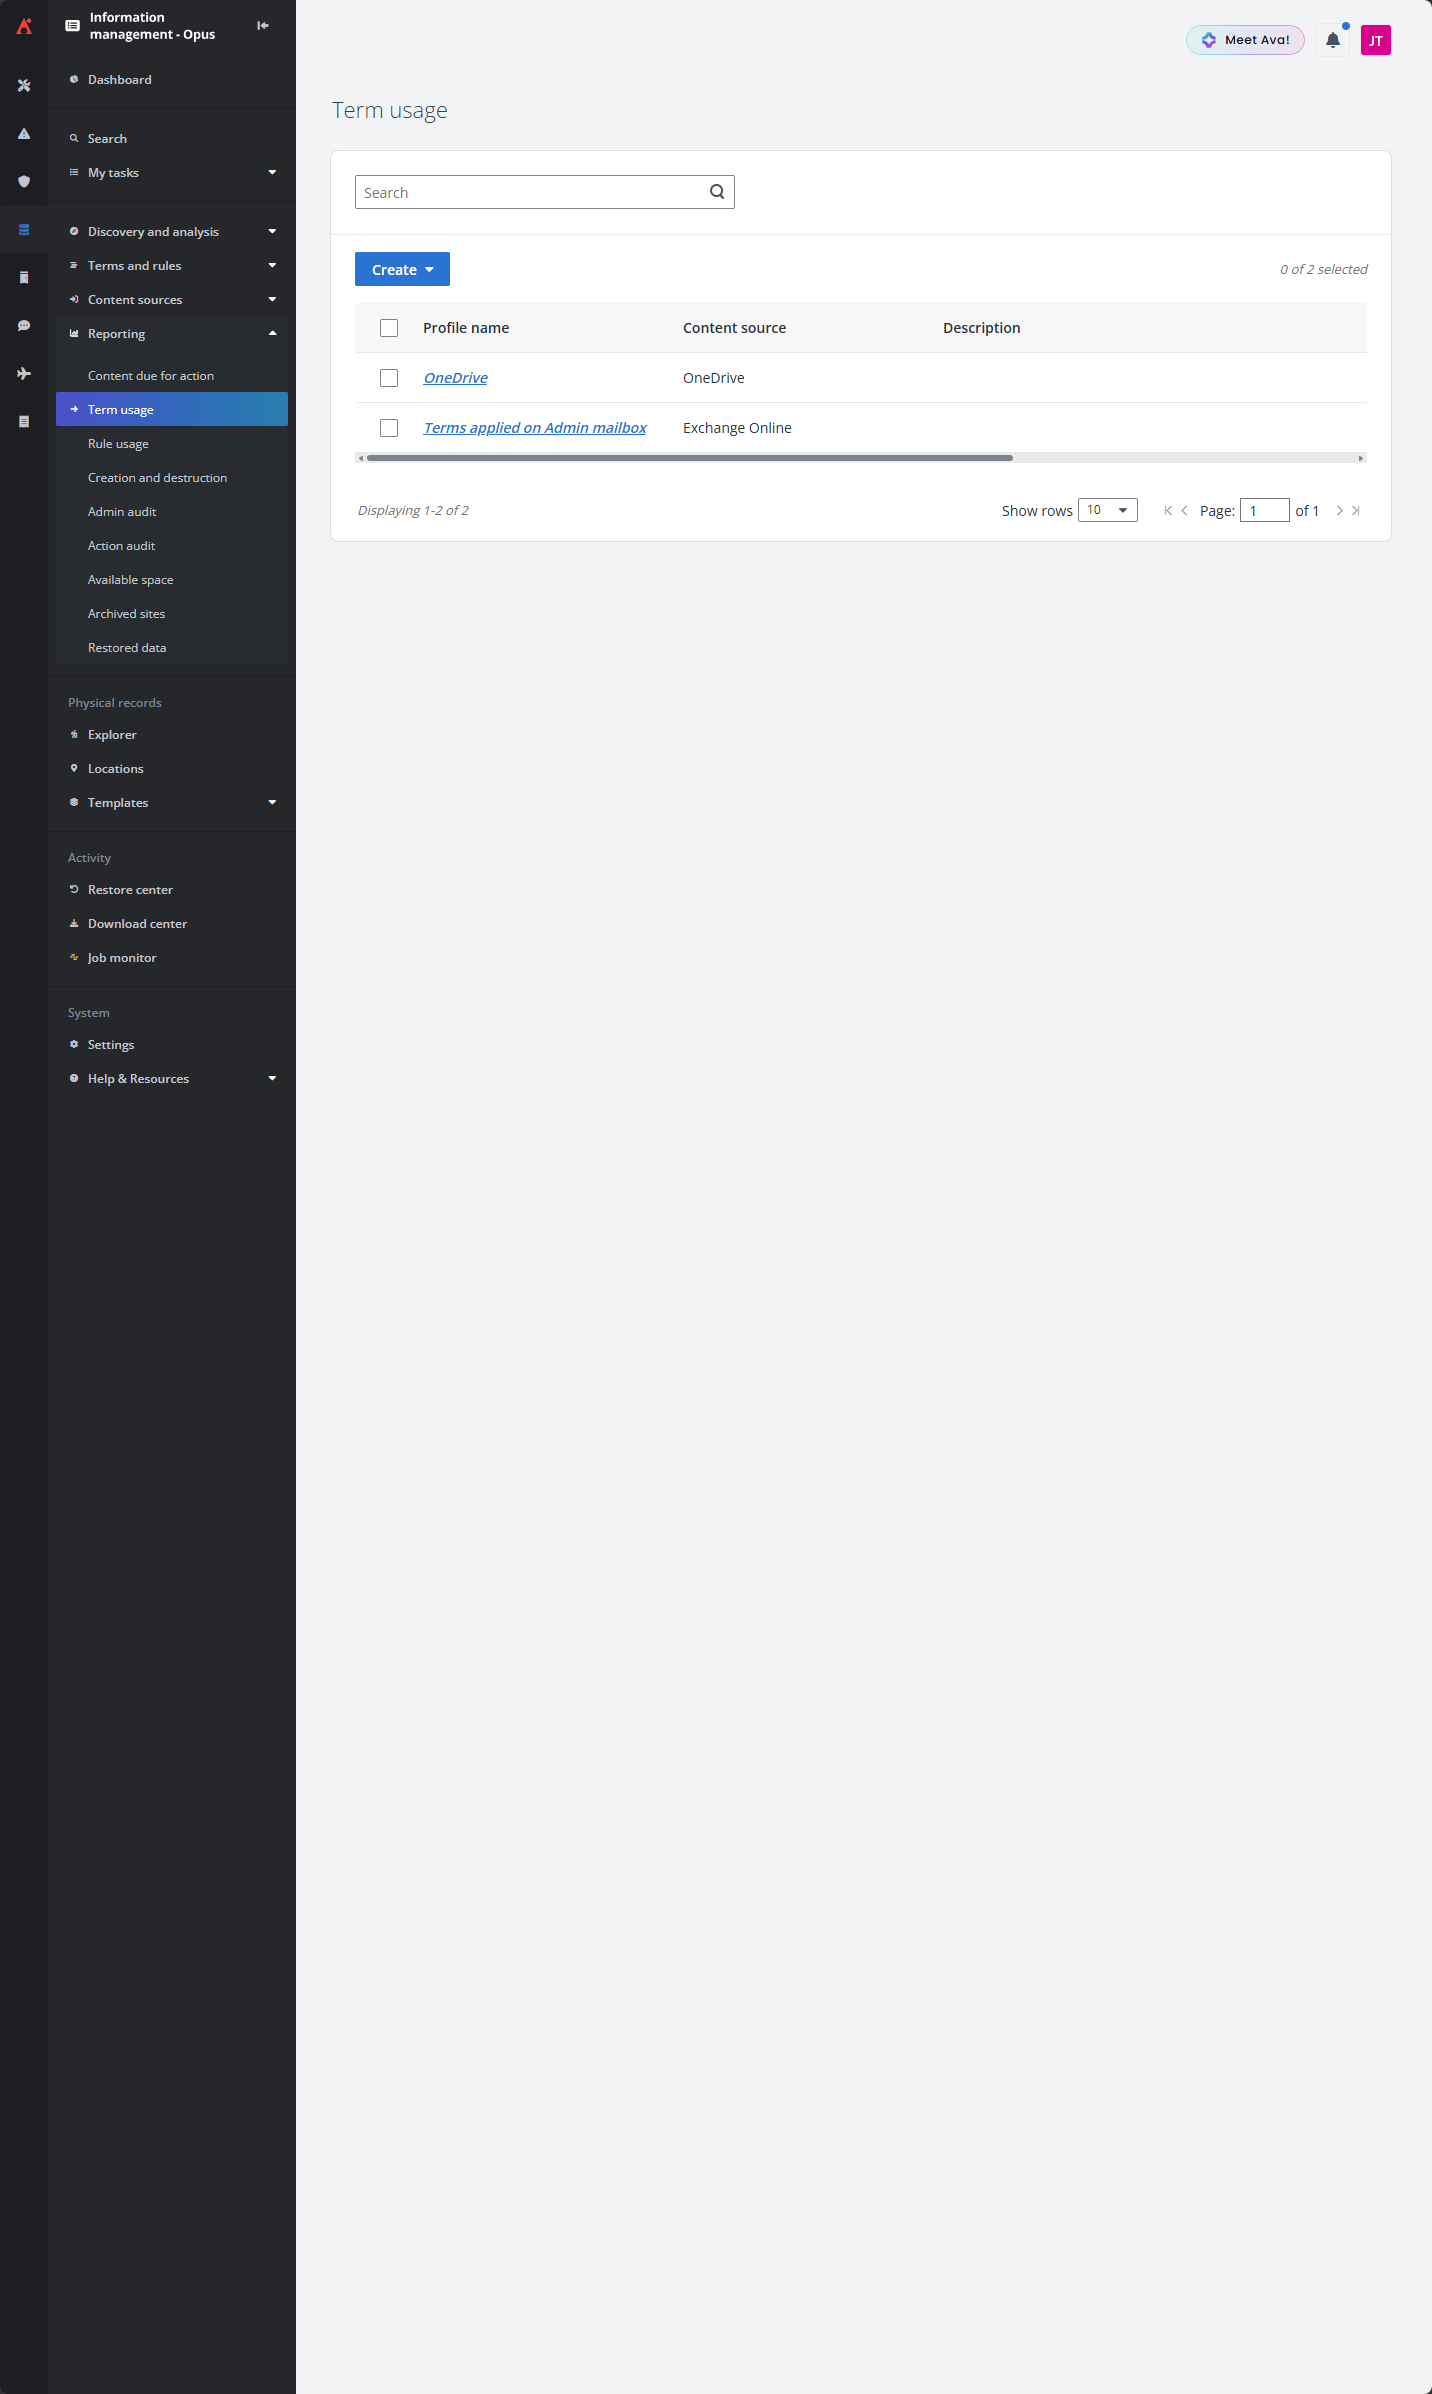 Information
management - Opus
Dashboard
Search
My tasks
Discovery and analysis
Terms and rules
Content sources
Reporting
Content due for action
Term usage
Rule usage
Creation and destruction
Admin audit
Action audit
Available space
Archived sites
Restored data
Physical records
Explorer
Locations
Templates
Activity
Restore center
Download center
Job monitor
System
Settings
Help & Resources
Meet Ava!
JT
Term usage
Search
Create
0 of 2 selected
Profile name Content source Description
OneDrive OneDrive
Terms applied on Admin mailbox Exchange Online
Displaying 1-2 of 2
Show rows 10 Page: 1 of 1